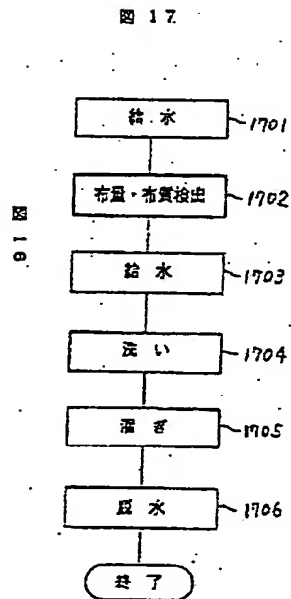 図 17
給 水
1701
布量・布質検出
1702
図 16
給 水
1703
洗 い
1704
濯 ぎ
1705
脱 水
1706
終 了